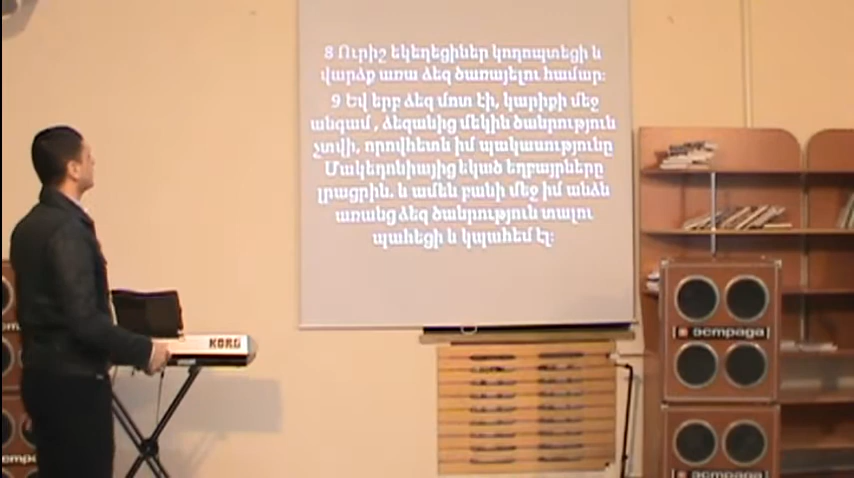 8 Ուրիշ եկեղեցիներ կողոպտեցի և
վարձք առա ձեզ ծառայելու համար:
9 Եվ երբ ձեզ մոտ էի, կարիքի մեջ
անգամ , ձեզանից մեկին ծանրություն
չտվի, որովհետև իմ պակասությունը
Մակեդոնիայից եկած եղբայրները
լրացրին. և ամեն բանի մեջ իմ անձն
առանց ձեզ ծանրություն տալու
պահեցի և կպահեմ էլ:
KORG
эстрада
эстрада